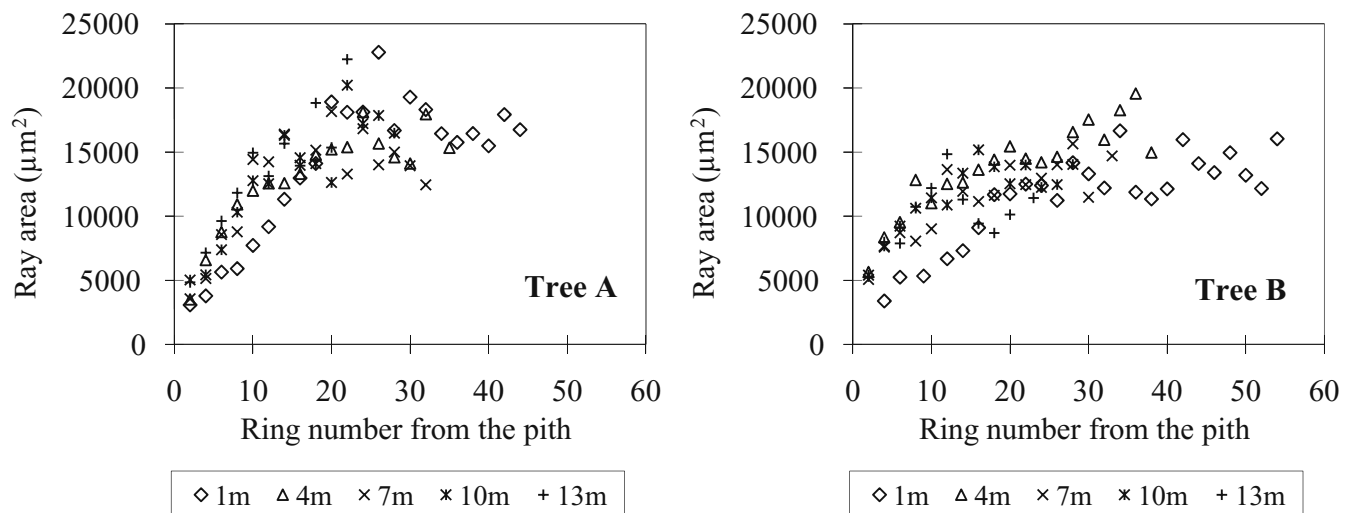 25000
20000
15000
10000
5000
0
Ray area (µm²)
Tree A
0 10 20 30 40 50 60
Ring number from the pith
1m 4m 7m 10m 13m
25000
20000
15000
10000
5000
0
Ray area (µm²)
Tree B
0 10 20 30 40 50 60
Ring number from the pith
1m 4m 7m 10m 13m